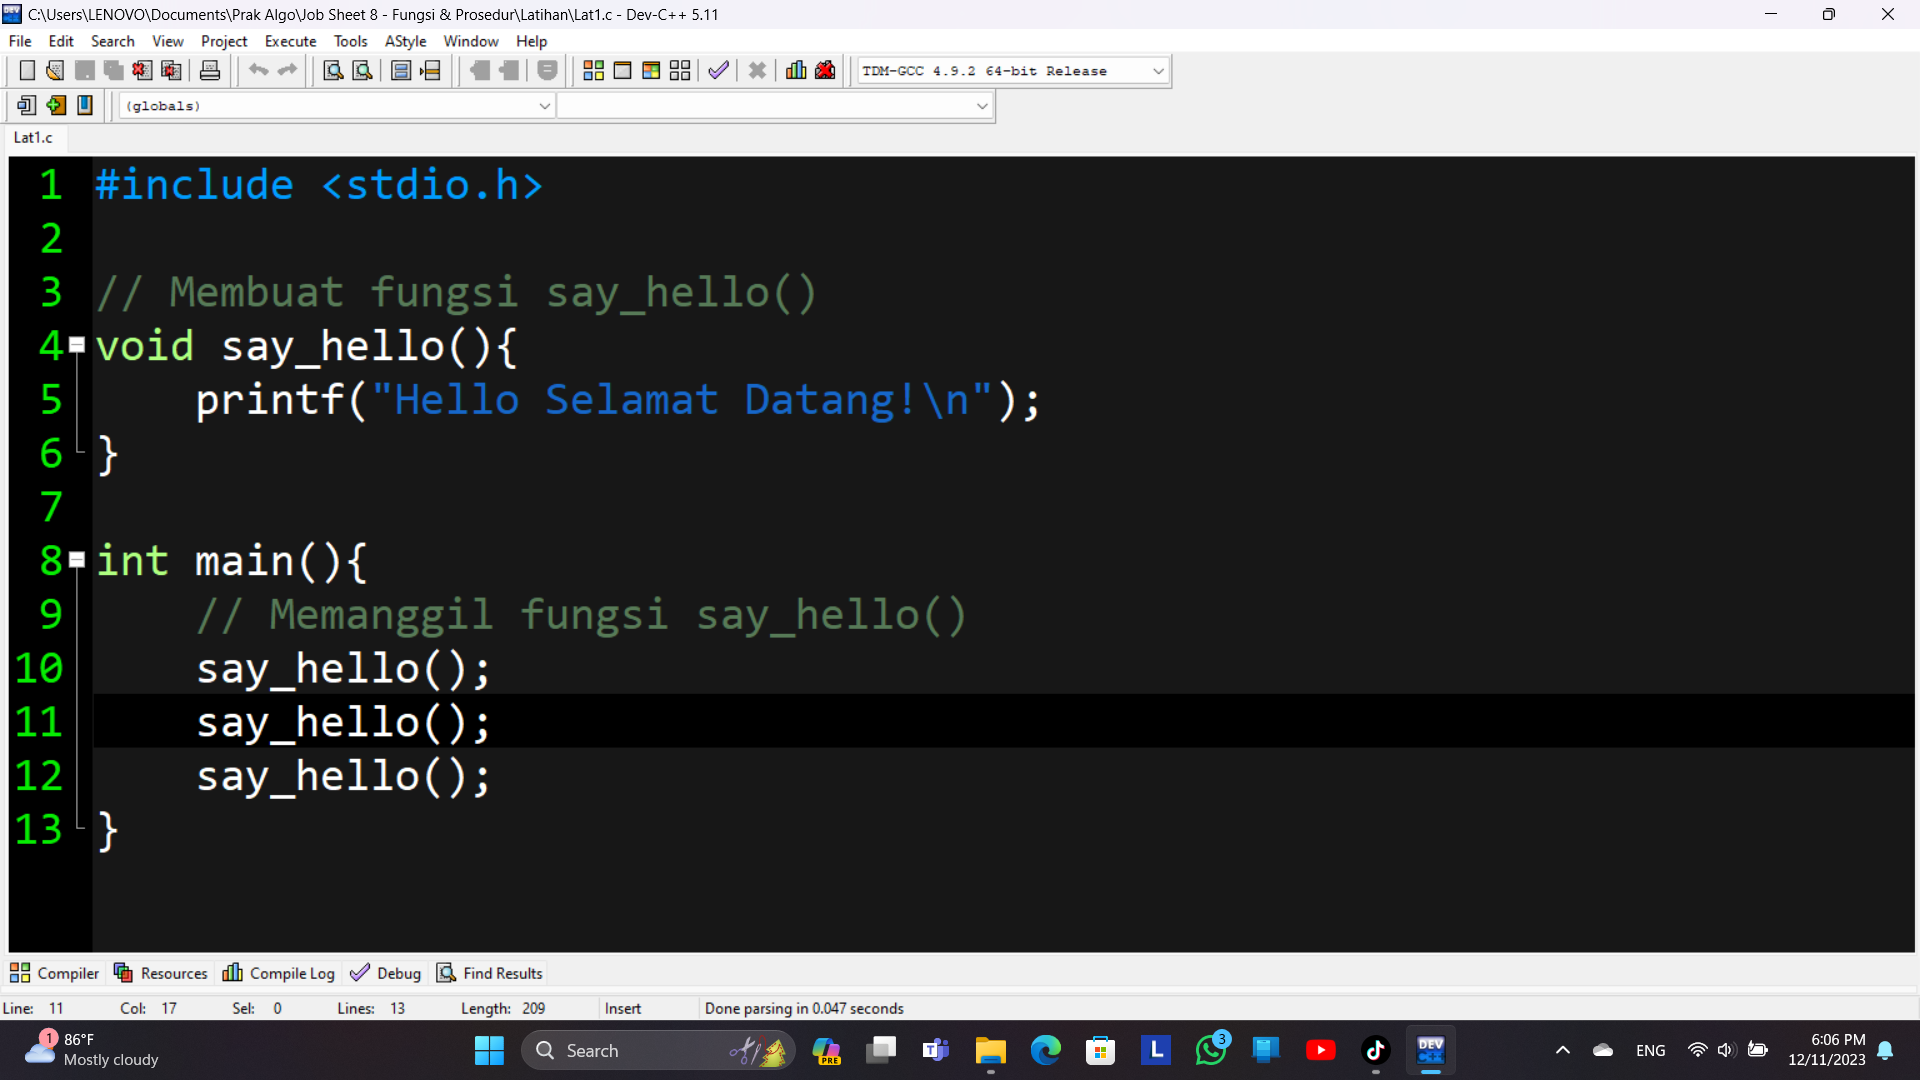 C:\Users\LENOVO\Documents\Prak Algo\Job Sheet 8 - Fungsi & Prosedur\Latihan\Lat1.c - Dev-C++ 5.11
File Edit Search View Project Execute Tools AStyle Window Help
TDM-GCC 4.9.2 64-bit Release
(globals)
Lat1.c
1 #include <stdio.h>
2
3 // Membuat fungsi say_hello()
4 void say_hello(){
5 printf("Hello Selamat Datang!\n");
6 }
7
8 int main(){
9 // Memanggil fungsi say_hello()
10 say_hello();
11 say_hello();
12 say_hello();
13 }
Compiler Resources Compile Log Debug Find Results
Line: 11 Col: 17 Sel: 0 Lines: 13 Length: 209 Insert Done parsing in 0.047 seconds
1 86°F
Mostly cloudy
Search
PRE
T
L
3
DEV
C++
ENG
6:06 PM
12/11/2023